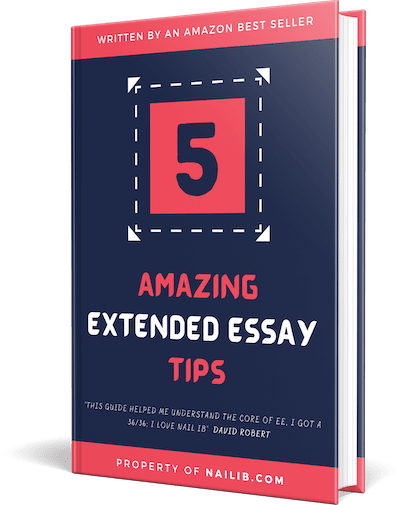 WRITTEN BY AN AMAZON BEST SELLER
5
AMAZING
EXTENDED ESSAY
TIPS
"THIS GUIDE HELPED ME UNDERSTAND THE CORE OF EE. I GOT A
36/36; I LOVE NAIL IB" DAVID ROBERT
PROPERTY OF NAILIB.COM